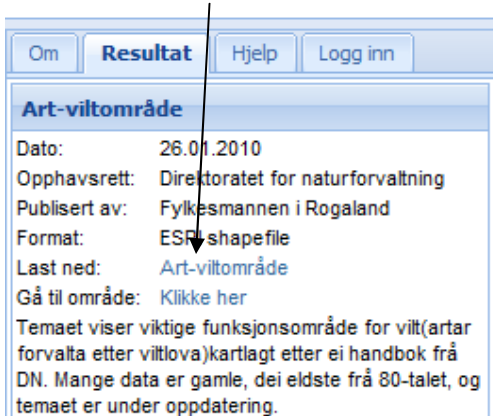 Om Resultat Hjelp Logg inn
Art-viltområde
Dato: 26.01.2010
Opphavsrett: Direktoratet for naturforvaltning
Publisert av: Fylkesmannen i Rogaland
Format: ESRI shapefile
Last ned: Art-viltområde
Gå til område: Klikke her
Temaet viser viktige funksjonsområde for vilt(artar
forvalta etter viltlova)kartlagt etter ei handbok frå
DN. Mange data er gamle, dei eldste frå 80-talet, og
temaet er under oppdatering.